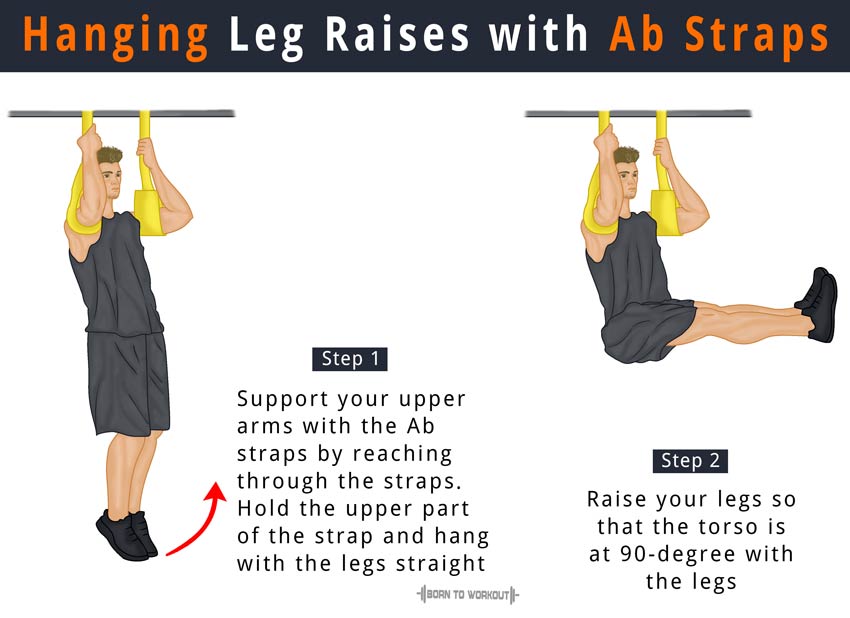 Hanging Leg Raises with Ab Straps
Step 1
Support your upper
arms with the Ab
straps by reaching
through the straps.
Hold the upper part
of the strap and hang
with the legs straight
Step 2
Raise your legs so
that the torso is
at 90-degree with
the legs
BORN TO WORKOUT